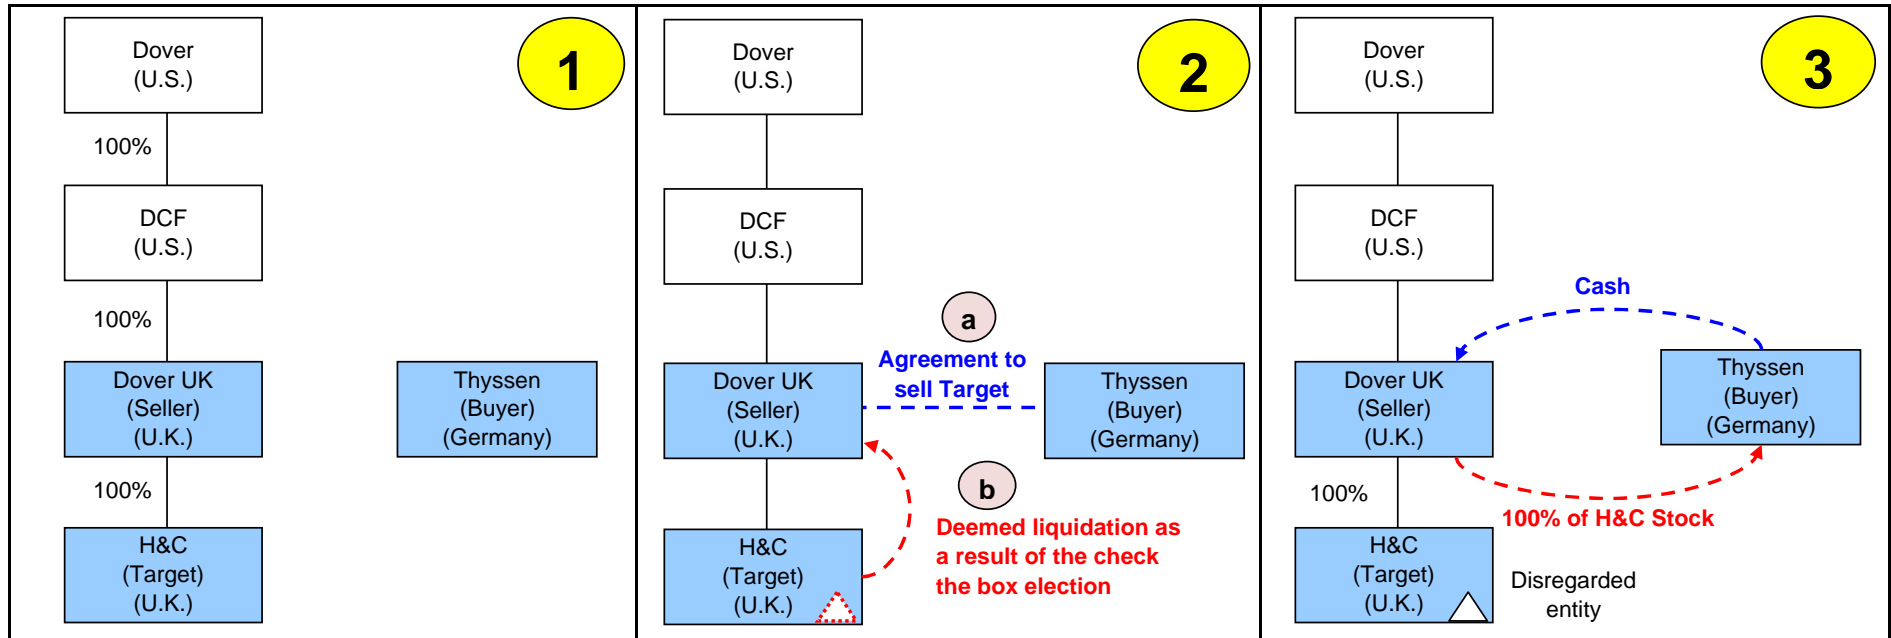 1
Dover
(U.S.)
100%
DCF
(U.S.)
100%
Dover UK
(Seller)
(U.K.)
Thyssen
(Buyer)
(Germany)
100%
H&C
(Target)
(U.K.)
2
Dover
(U.S.)
DCF
(U.S.)
a
Agreement to
sell Target
Dover UK
(Seller)
(U.K.)
Thyssen
(Buyer)
(Germany)
b
Deemed liquidation as
a result of the check
the box election
H&C
(Target)
(U.K.)
3
Dover
(U.S.)
DCF
(U.S.)
Cash
Dover UK
(Seller)
(U.K.)
Thyssen
(Buyer)
(Germany)
100%
100% of H&C Stock
H&C
(Target)
(U.K.)
Disregarded
entity